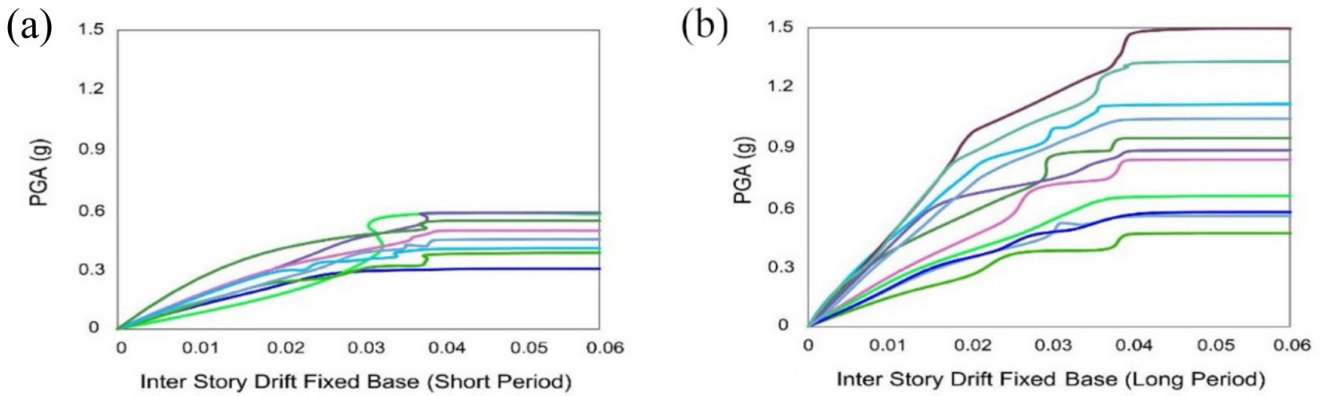 (a)
1.5
1.2
0.9
0.6
0.3
0
PGA (g)
0 0.01 0.02 0.03 0.04 0.05 0.06
Inter Story Drift Fixed Base (Short Period)
(b)
1.5
1.2
0.9
0.6
0.3
0
PGA (g)
0 0.01 0.02 0.03 0.04 0.05 0.06
Inter Story Drift Fixed Base (Long Period)